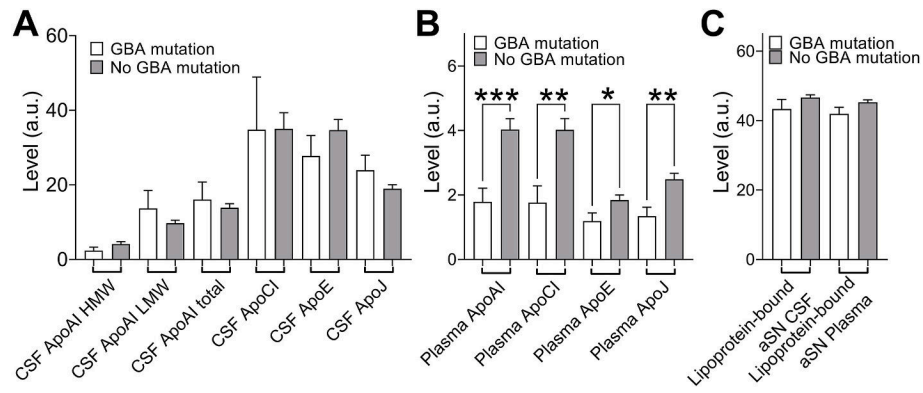 A
60
40
20
0
Level (a.u.)
GBA mutation
No GBA mutation
CSF ApoAI HMW
CSF ApoAI LMW
CSF ApoAI total
CSF ApoCI
CSF ApoE
CSF ApoJ
B
6
4
2
0
Level (a.u.)
GBA mutation
No GBA mutation
***
**
*
**
Plasma ApoAI
Plasma ApoCI
Plasma ApoE
Plasma ApoJ
C
60
40
20
0
Level (a.u.)
GBA mutation
No GBA mutation
Lipoprotein-bound
aSN CSF
Lipoprotein-bound
aSN Plasma